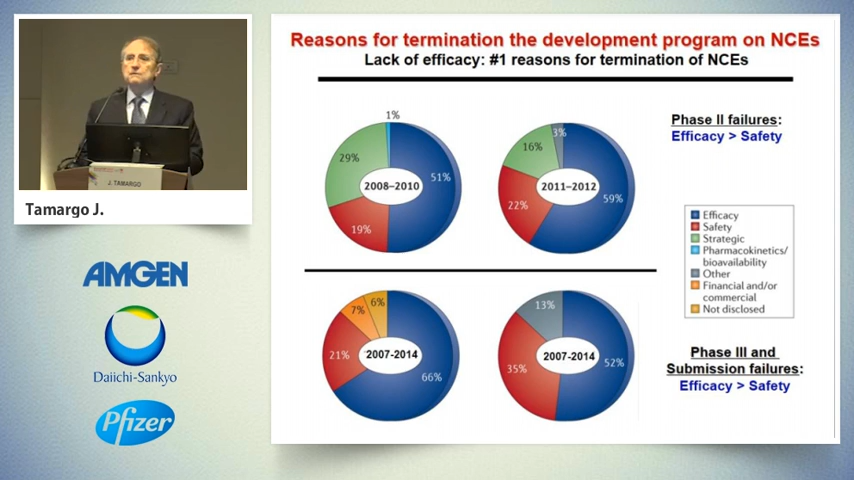 Reasons for termination the development program on NCEs
Lack of efficacy: #1 reasons for termination of NCEs
J. TAMARGO
Tamargo J.
AMGEN
Daiichi-Sankyo
Pfizer
1%
29%
51%
19%
2008–2010
3%
16%
22%
59%
2011–2012
Phase II failures:
Efficacy > Safety
Efficacy
Safety
Strategic
Pharmacokinetics/
bioavailability
Other
Financial and/or
commercial
Not disclosed
6%
7%
21%
66%
2007-2014
13%
35%
52%
2007-2014
Phase III and
Submission failures:
Efficacy > Safety